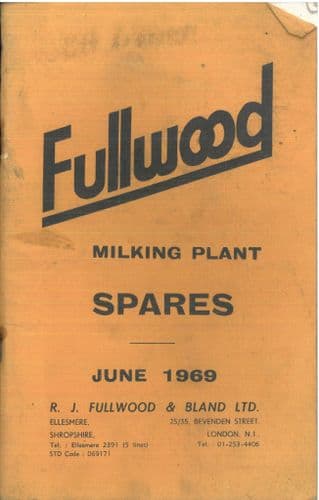 Fullwood
MILKING PLANT
SPARES
JUNE 1969
R. J. FULLWOOD & BLAND LTD.
ELLESMERE, 25/35, BEVENDEN STREET,
SHROPSHIRE. LONDON, N.1.
Tel. : Ellesmere 2391 (5 lines) Tel. : 01-253-4406
STD Code : 069171